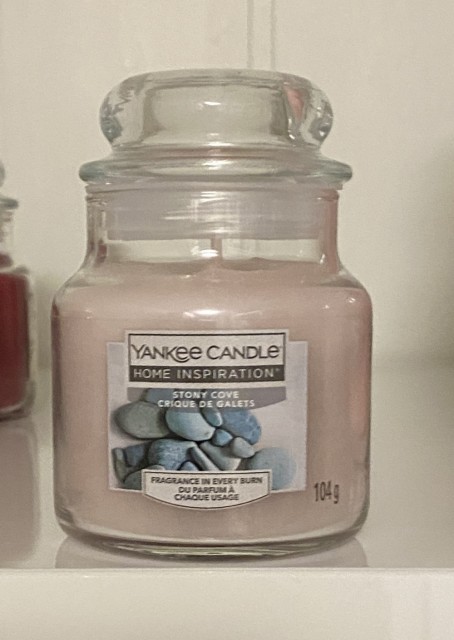 YANKEE CANDLE®
HOME INSPIRATION®
STONY COVE
CRIQUE DE GALETS
FRAGRANCE IN EVERY BURN
DU PARFUM À
CHAQUE USAGE
104g